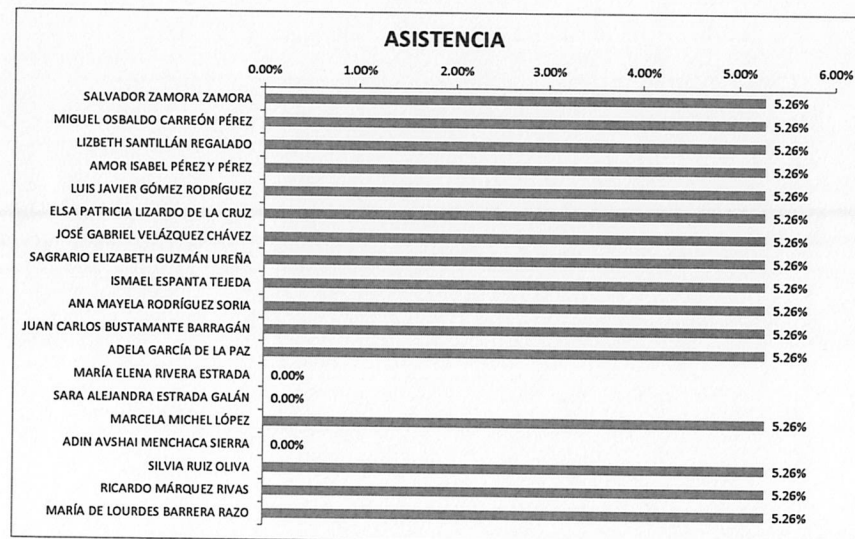 ASISTENCIA
0.00% 1.00% 2.00% 3.00% 4.00% 5.00% 6.00%
SALVADOR ZAMORA ZAMORA 5.26%
MIGUEL OSBALDO CARREÓN PÉREZ 5.26%
LIZBETH SANTILLÁN REGALADO 5.26%
AMOR ISABEL PÉREZ Y PÉREZ 5.26%
LUIS JAVIER GÓMEZ RODRÍGUEZ 5.26%
ELSA PATRICIA LIZARDO DE LA CRUZ 5.26%
JOSÉ GABRIEL VELÁZQUEZ CHÁVEZ 5.26%
SAGRARIO ELIZABETH GUZMÁN UREÑA 5.26%
ISMAEL ESPANTA TEJEDA 5.26%
ANA MAYELA RODRÍGUEZ SORIA 5.26%
JUAN CARLOS BUSTAMANTE BARRAGÁN 5.26%
ADELA GARCÍA DE LA PAZ 5.26%
MARÍA ELENA RIVERA ESTRADA 0.00%
SARA ALEJANDRA ESTRADA GALÁN 0.00%
MARCELA MICHEL LÓPEZ 5.26%
ADIN AVSHAI MENCHACA SIERRA 0.00%
SILVIA RUIZ OLIVA 5.26%
RICARDO MÁRQUEZ RIVAS 5.26%
MARÍA DE LOURDES BARRERA RAZO 5.26%